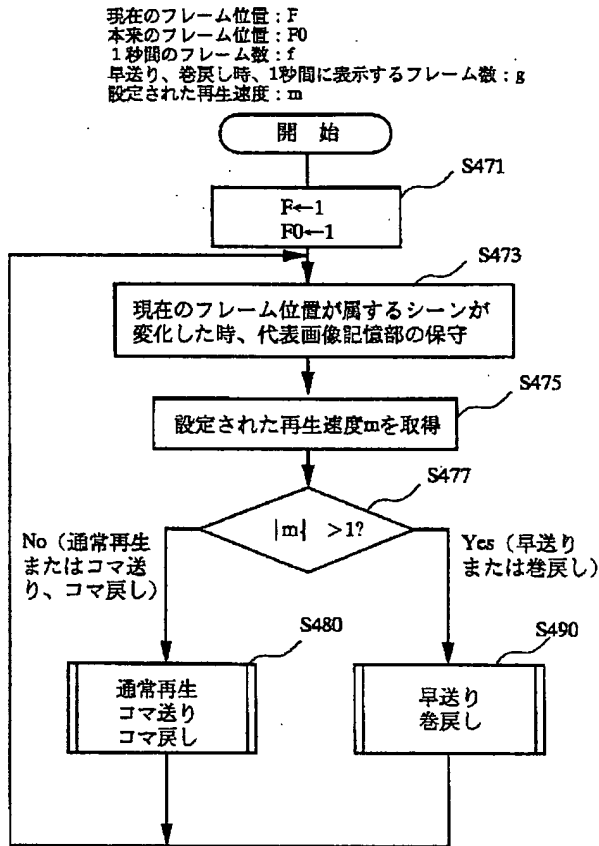 現在のフレーム位置:F
本来のフレーム位置:F0
1秒間のフレーム数:f
早送り、巻戻し時、1秒間に表示するフレーム数:g
設定された再生速度:m
開 始
S471
F←1
F0←1
S473
現在のフレーム位置が属するシーンが
変化した時、代表画像記憶部の保守
S475
設定された再生速度mを取得
S477
|m| >1?
No(通常再生
またはコマ送
り、コマ戻し)
Yes(早送り
または巻戻し)
S480
通常再生
コマ送り
コマ戻し
S490
早送り
巻戻し